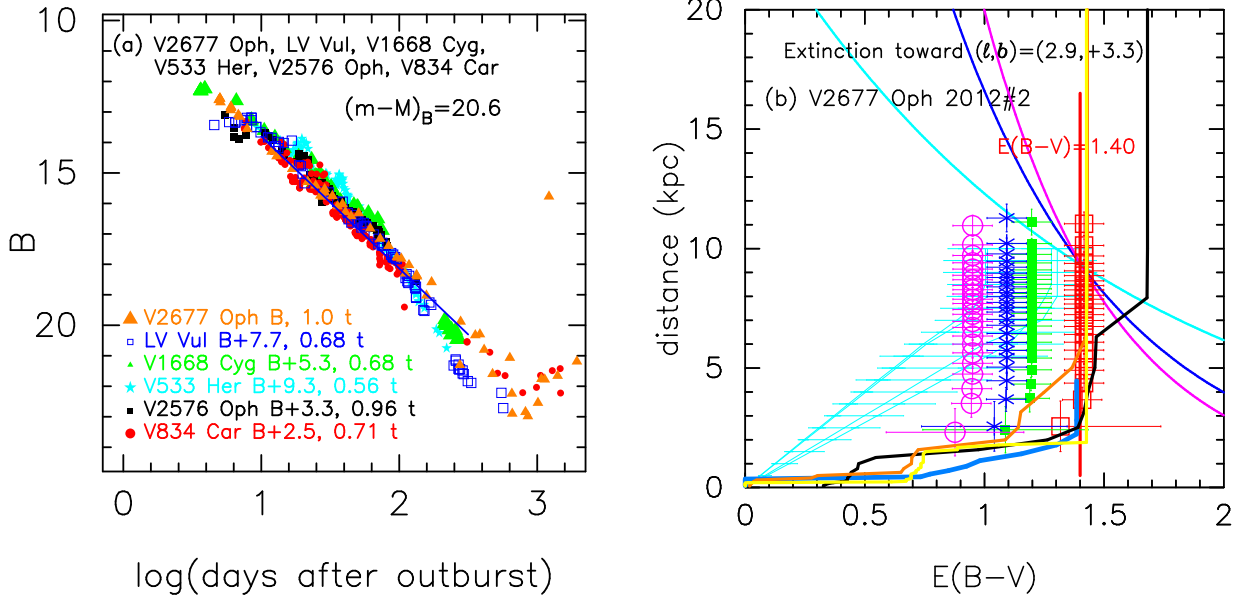 (a) V2677 Oph, LV Vul, V1668 Cyg,
V533 Her, V2576 Oph, V834 Car
(m−M)B=20.6
10
15
20
B
V2677 Oph B, 1.0 t
LV Vul B+7.7, 0.68 t
V1668 Cyg B+5.3, 0.68 t
V533 Her B+9.3, 0.56 t
V2576 Oph B+3.3, 0.96 t
V834 Car B+2.5, 0.71 t
0 1 2 3
log(days after outburst)
Extinction toward (ℓ,b)=(2.9,+3.3)
(b) V2677 Oph 2012#2
E(B−V)=1.40
20
15
10
5
0
distance (kpc)
0 0.5 1 1.5 2
E(B−V)